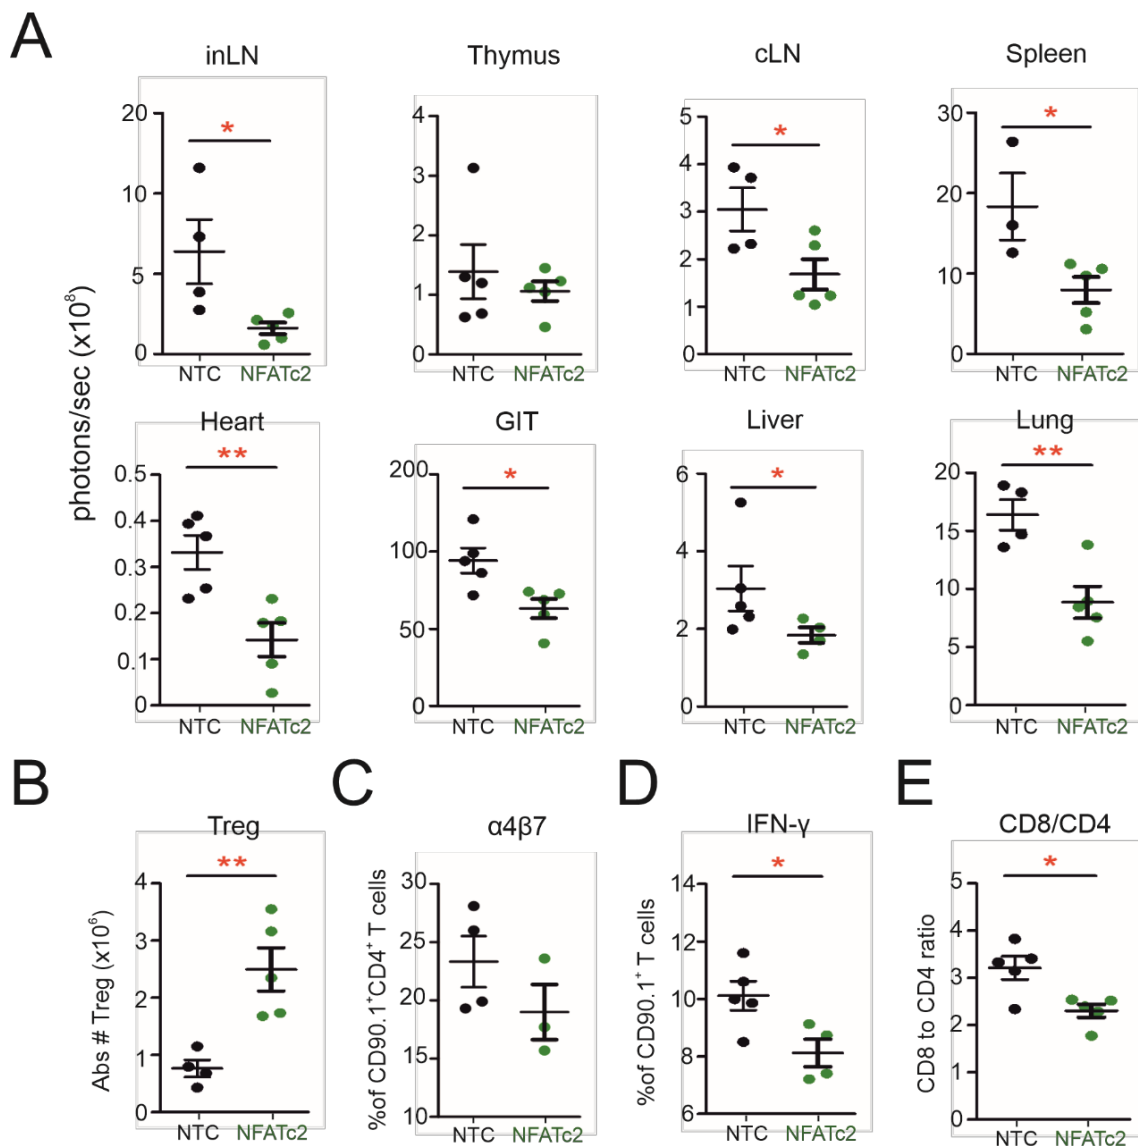 A
inLN
Thymus
cLN
Spleen
photons/sec (x10⁸)
20
10
5
0
*
NTC NFATc2
4
3
2
1
0
NTC NFATc2
5
4
3
2
1
0
*
NTC NFATc2
30
20
10
0
*
NTC NFATc2
Heart
GIT
Liver
Lung
0.5
0.4
0.3
0.2
0.1
0
**
NTC NFATc2
200
100
50
0
*
NTC NFATc2
6
4
2
0
*
NTC NFATc2
20
15
10
5
0
**
NTC NFATc2
B
Treg
**
Abs # Treg (x10⁶)
4
3
2
1
0
NTC NFATc2
C
α4β7
%of CD90.1⁺CD4⁺ T cells
30
25
20
15
10
NTC NFATc2
D
IFN-γ
*
%of CD90.1⁺ T cells
14
12
10
8
6
NTC NFATc2
E
CD8/CD4
*
CD8 to CD4 ratio
5
4
3
2
1
0
NTC NFATc2